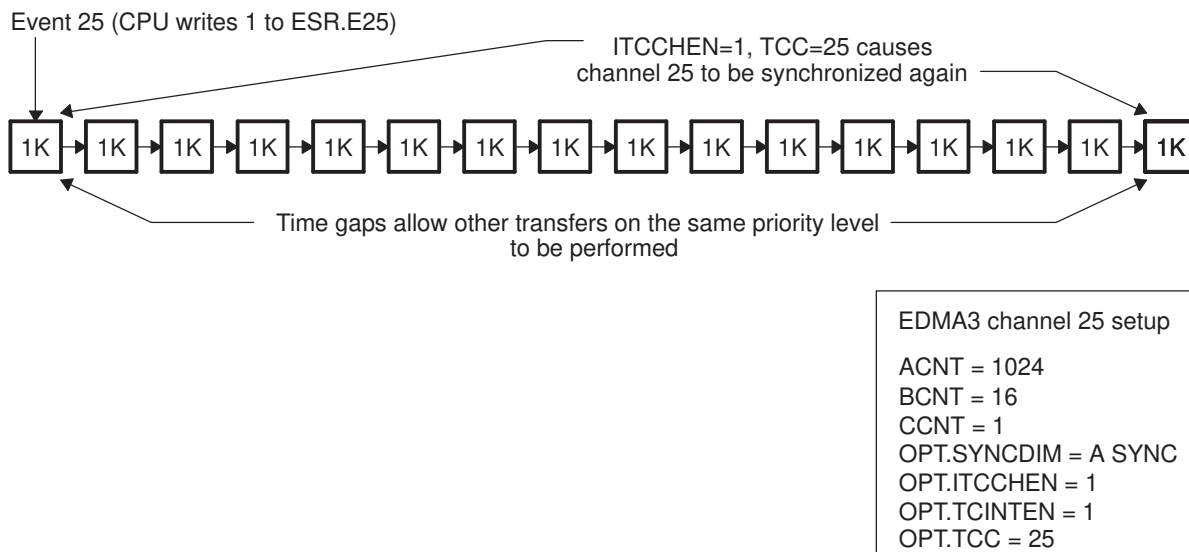 Event 25 (CPU writes 1 to ESR.E25)
ITCCHEN=1, TCC=25 causes
channel 25 to be synchronized again
1K 1K 1K 1K 1K 1K 1K 1K 1K 1K 1K 1K 1K 1K 1K 1K
Time gaps allow other transfers on the same priority level
to be performed
EDMA3 channel 25 setup
ACNT = 1024
BCNT = 16
CCNT = 1
OPT.SYNCDIM = A SYNC
OPT.ITCCHEN = 1
OPT.TCINTEN = 1
OPT.TCC = 25